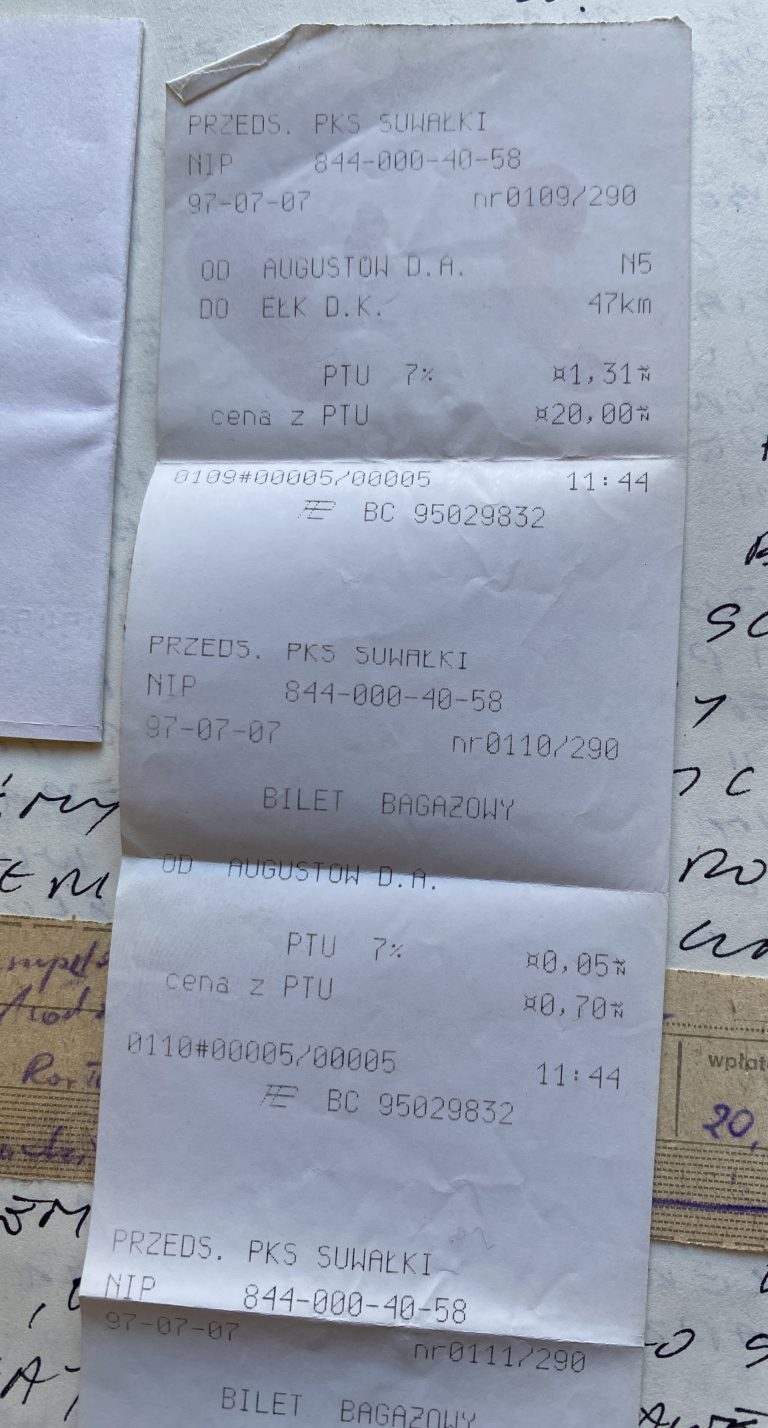 PRZEDS. PKS SUWAŁKI
NIP 844-000-40-58
97-07-07 nr0109/290
OD AUGUSTOW D.A. N5
DO EŁK D.K. 47km
PTU 7% ¤1,31
cena z PTU ¤20,00
0109#00005/00005 11:44
BC 95029832
PRZEDS. PKS SUWAŁKI
NIP 844-000-40-58
97-07-07 nr0110/290
BILET BAGAZOWY
OD AUGUSTOW D.A.
PTU 7% ¤0,05
cena z PTU ¤0,70
0110#00005/00005 11:44
BC 95029832
PRZEDS. PKS SUWAŁKI
NIP 844-000-40-58
97-07-07 nr0111/290
BILET BAGAZOWY
20,